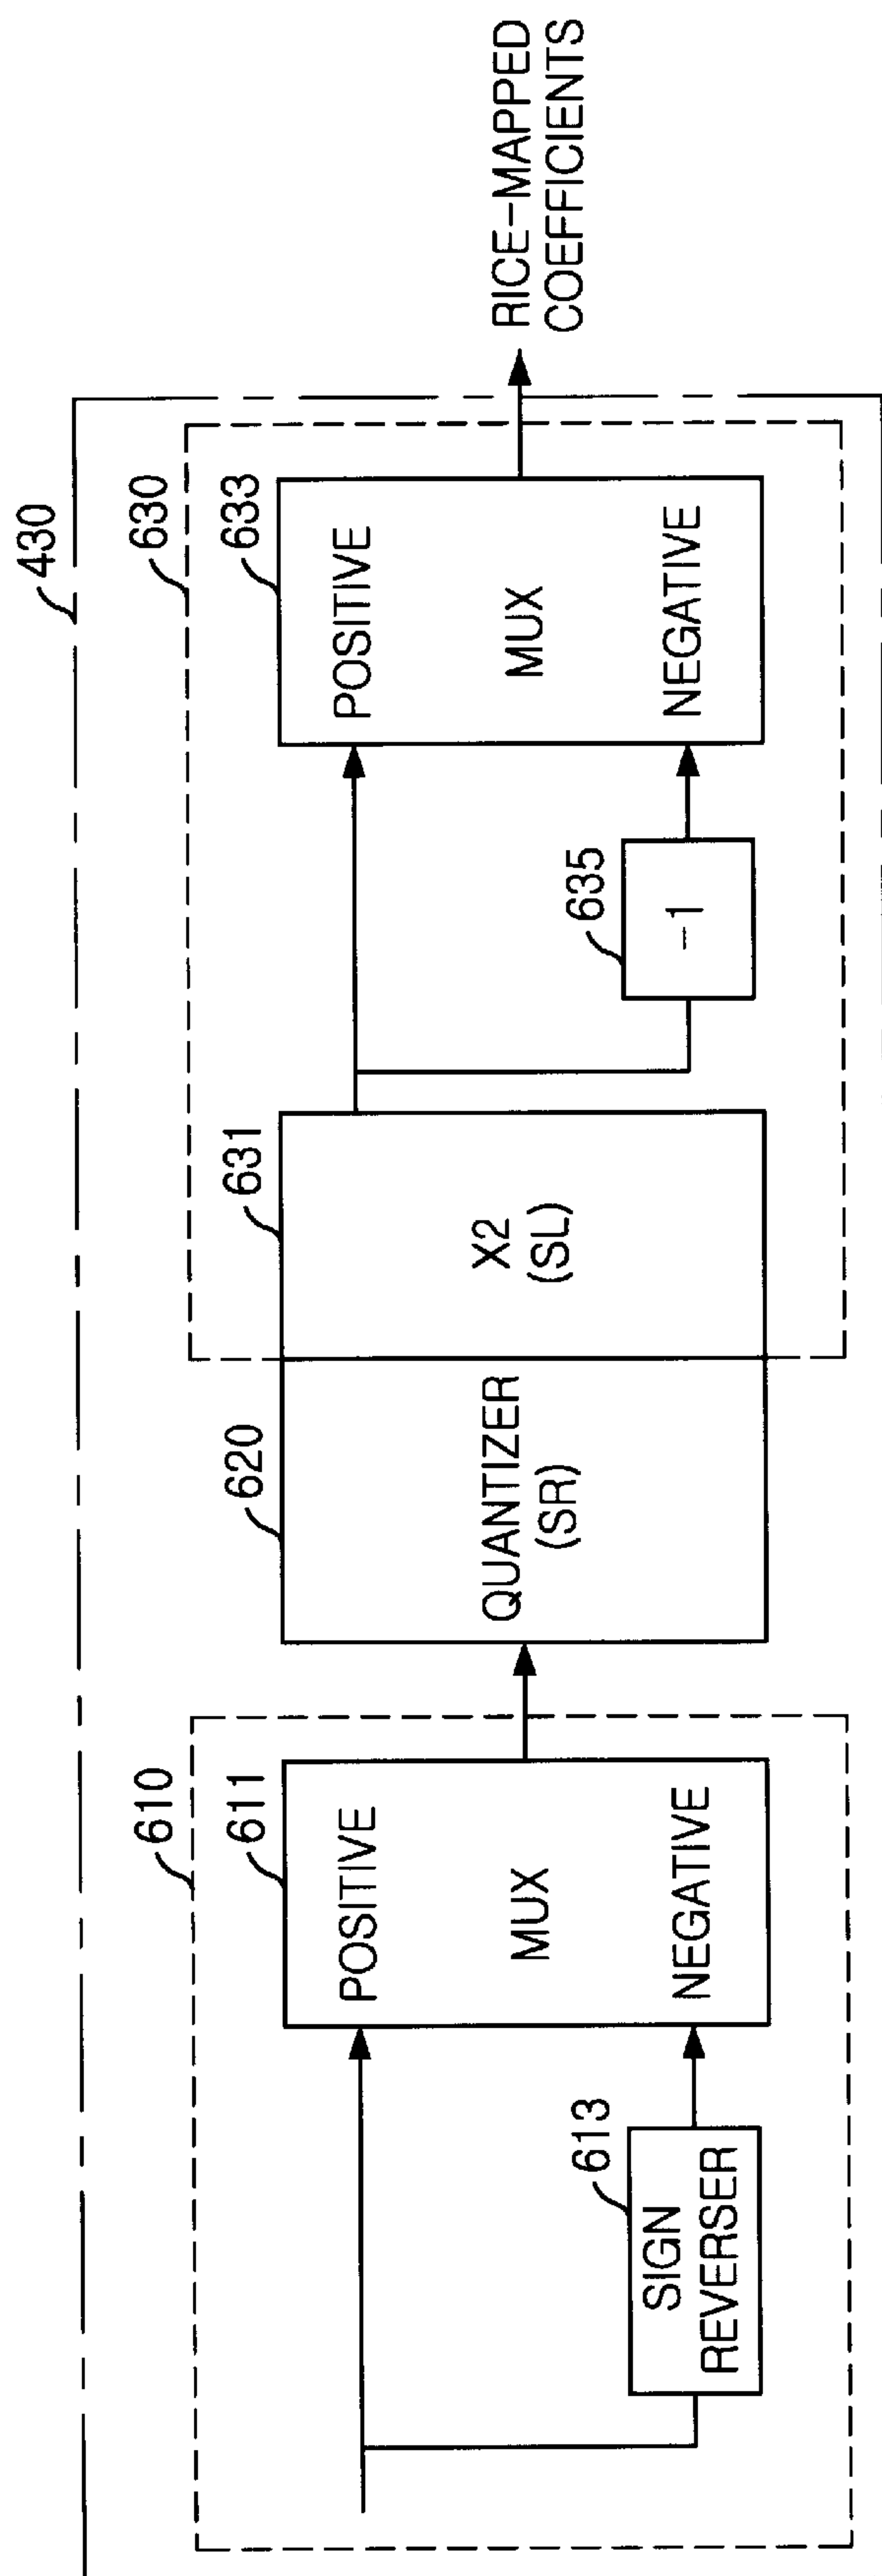 430
610
611
POSITIVE
MUX
NEGATIVE
613
SIGN
REVERSER
620
QUANTIZER
(SR)
630
631
X2
(SL)
635
-1
633
POSITIVE
MUX
NEGATIVE
RICE-MAPPED
COEFFICIENTS